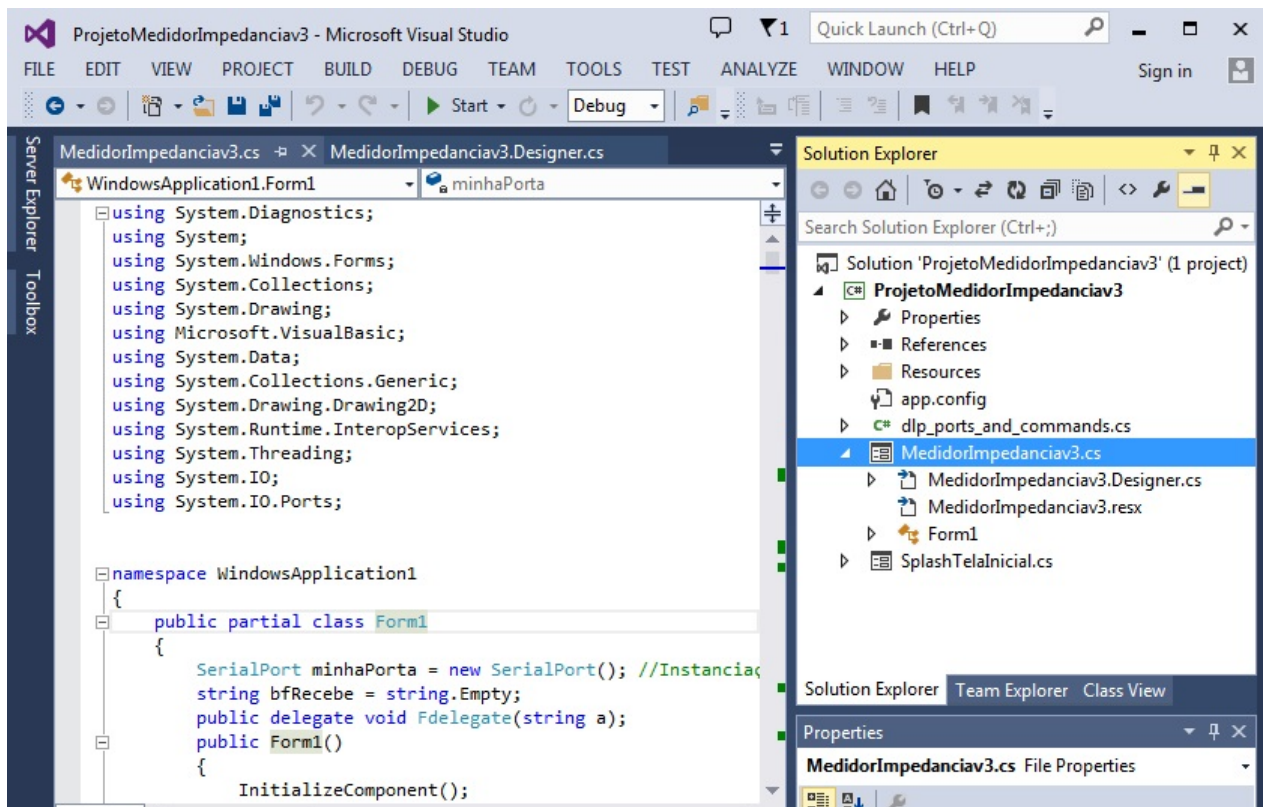 ProjetoMedidorImpedanciav3 - Microsoft Visual Studio
1
Quick Launch (Ctrl+Q)
FILE EDIT VIEW PROJECT BUILD DEBUG TEAM TOOLS TEST ANALYZE WINDOW HELP Sign in
Start Debug
Server Explorer
Toolbox
MedidorImpedanciav3.cs MedidorImpedanciav3.Designer.cs
WindowsApplication1.Form1 minhaPorta
using System.Diagnostics;
using System;
using System.Windows.Forms;
using System.Collections;
using System.Drawing;
using Microsoft.VisualBasic;
using System.Data;
using System.Collections.Generic;
using System.Drawing.Drawing2D;
using System.Runtime.InteropServices;
using System.Threading;
using System.IO;
using System.IO.Ports;
namespace WindowsApplication1
{
public partial class Form1
{
SerialPort minhaPorta = new SerialPort(); //Instanciaç
string bfRecebe = string.Empty;
public delegate void Fdelegate(string a);
public Form1()
{
InitializeComponent();
Solution Explorer
Search Solution Explorer (Ctrl+;)
Solution 'ProjetoMedidorImpedanciav3' (1 project)
C# ProjetoMedidorImpedanciav3
Properties
References
Resources
app.config
C# dlp_ports_and_commands.cs
MedidorImpedanciav3.cs
MedidorImpedanciav3.Designer.cs
MedidorImpedanciav3.resx
Form1
SplashTelaInicial.cs
Solution Explorer Team Explorer Class View
Properties
MedidorImpedanciav3.cs File Properties